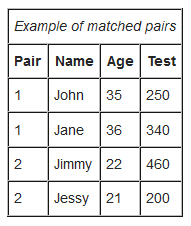 Example of matched pairs
Pair Name Age Test
1 John 35 250
1 Jane 36 340
2 Jimmy 22 460
2 Jessy 21 200